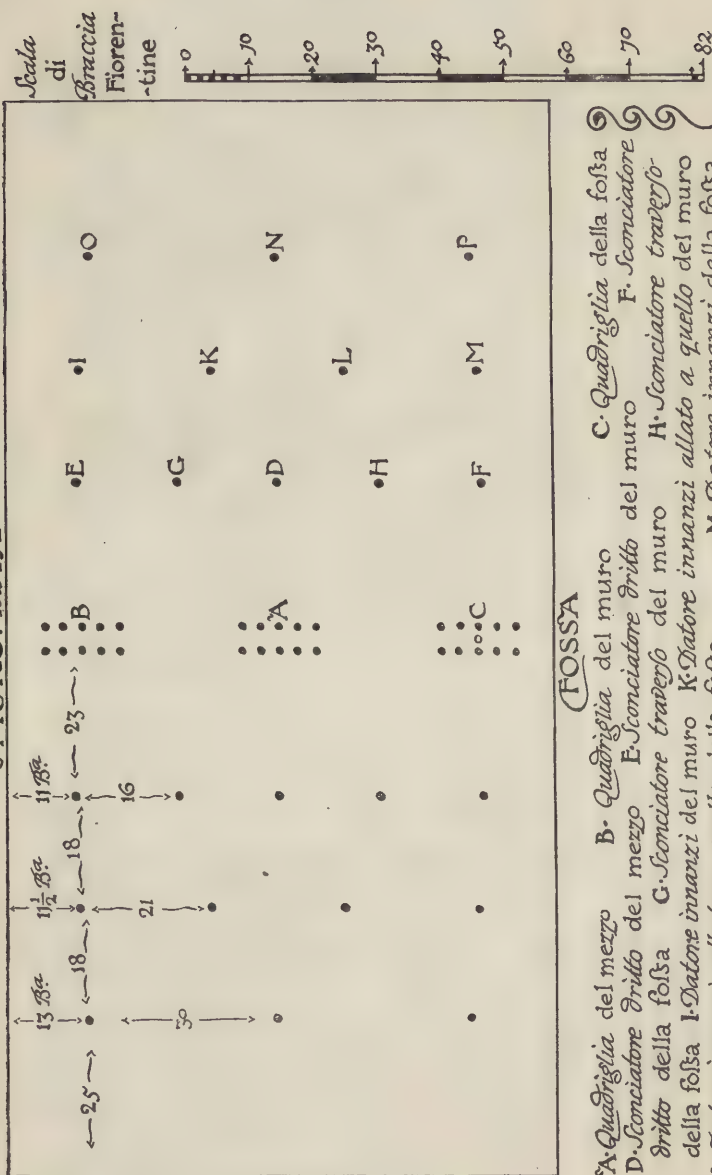 Scala
di
Braccia
Fioren-
-tine
0 10 20 30 40 50 60 70 82
13 Bª.
11½ Bª.
11 Bª.
25
18
18
23
30
21
16
B
E
I
O
G
K
A
D
N
H
L
C
F
M
P
FOSSA
A·Quadriglia del mezzo B· Quadriglia del muro C·Quadriglia della foſsa
D·Sconciatore dritto del mezzo E·Sconciatore dritto del muro F·Sconciatore
dritto della foſsa G·Sconciatore traverſo del muro H·Sconciatore traverſo
della foſsa I·Datore innanzi del muro K·Datore innanzi allato a quello del muro